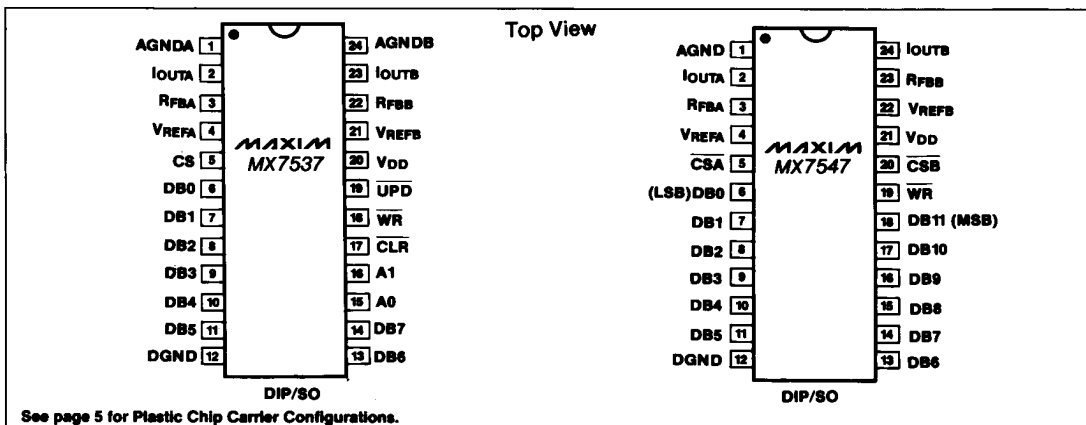 Top View
AGNDA 1
IOUTA 2
RFBA 3
VREFA 4
CS 5
DB0 6
DB1 7
DB2 8
DB3 9
DB4 10
DB5 11
DGND 12
MAXIM
MX7537
24 AGNDB
23 IOUTB
22 RFBB
21 VREFB
20 VDD
19 UPD
18 WR
17 CLR
16 A1
15 A0
14 DB7
13 DB6
DIP/SO
AGND 1
IOUTA 2
RFBA 3
VREFA 4
CSA 5
(LSB)DB0 6
DB1 7
DB2 8
DB3 9
DB4 10
DB5 11
DGND 12
MAXIM
MX7547
24 IOUTB
23 RFBB
22 VREFB
21 VDD
20 CSB
19 WR
18 DB11 (MSB)
17 DB10
16 DB9
15 DB8
14 DB7
13 DB6
DIP/SO
See page 5 for Plastic Chip Carrier Configurations.